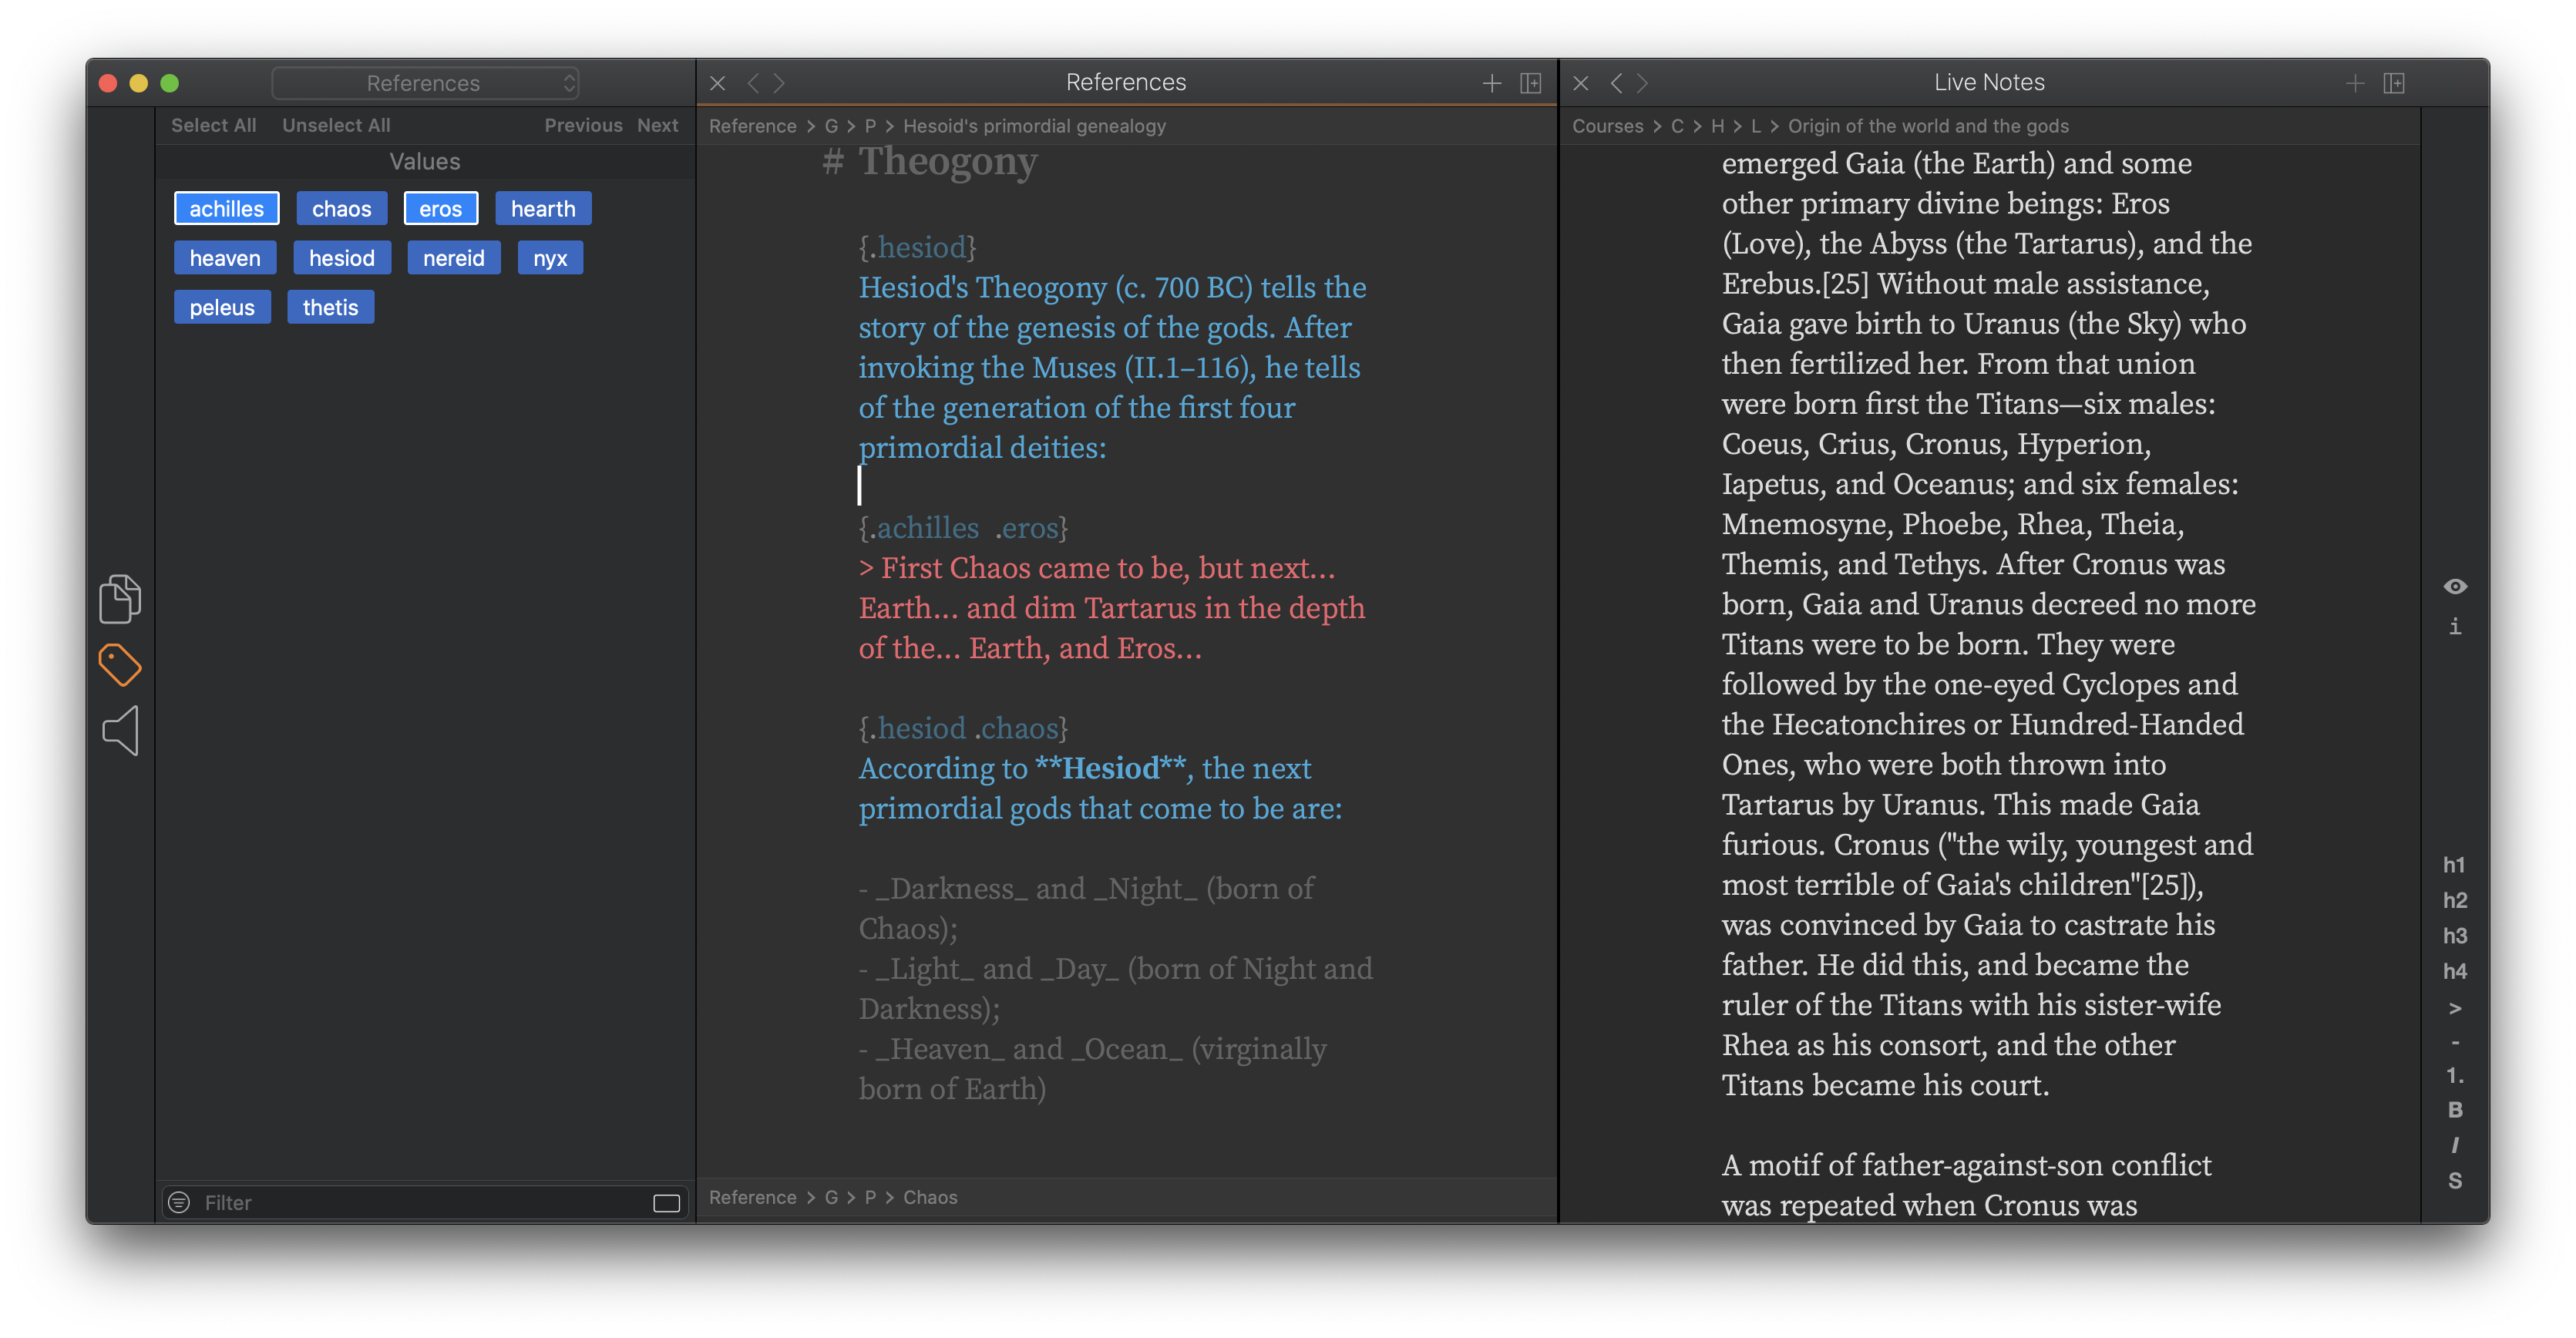 References
Select All Unselect All Previous Next
Values
achilles chaos eros hearth
heaven hesiod nereid nyx
peleus thetis
Filter
References
Reference > G > P > Hesoid's primordial genealogy
# Theogony
{.hesiod}
Hesiod's Theogony (c. 700 BC) tells the
story of the genesis of the gods. After
invoking the Muses (II.1–116), he tells
of the generation of the first four
primordial deities:
{.achilles .eros}
> First Chaos came to be, but next…
Earth… and dim Tartarus in the depth
of the… Earth, and Eros…
{.hesiod .chaos}
According to **Hesiod**, the next
primordial gods that come to be are:
- _Darkness_ and _Night_ (born of
Chaos);
- _Light_ and _Day_ (born of Night and
Darkness);
- _Heaven_ and _Ocean_ (virginally
born of Earth)
Reference > G > P > Chaos
Live Notes
Courses > C > H > L > Origin of the world and the gods
emerged Gaia (the Earth) and some
other primary divine beings: Eros
(Love), the Abyss (the Tartarus), and the
Erebus.[25] Without male assistance,
Gaia gave birth to Uranus (the Sky) who
then fertilized her. From that union
were born first the Titans—six males:
Coeus, Crius, Cronus, Hyperion,
Iapetus, and Oceanus; and six females:
Mnemosyne, Phoebe, Rhea, Theia,
Themis, and Tethys. After Cronus was
born, Gaia and Uranus decreed no more
Titans were to be born. They were
followed by the one-eyed Cyclopes and
the Hecatonchires or Hundred-Handed
Ones, who were both thrown into
Tartarus by Uranus. This made Gaia
furious. Cronus ("the wily, youngest and
most terrible of Gaia's children"[25]),
was convinced by Gaia to castrate his
father. He did this, and became the
ruler of the Titans with his sister-wife
Rhea as his consort, and the other
Titans became his court.
A motif of father-against-son conflict
was repeated when Cronus was
i
h1
h2
h3
h4
>
-
1.
B
I
S